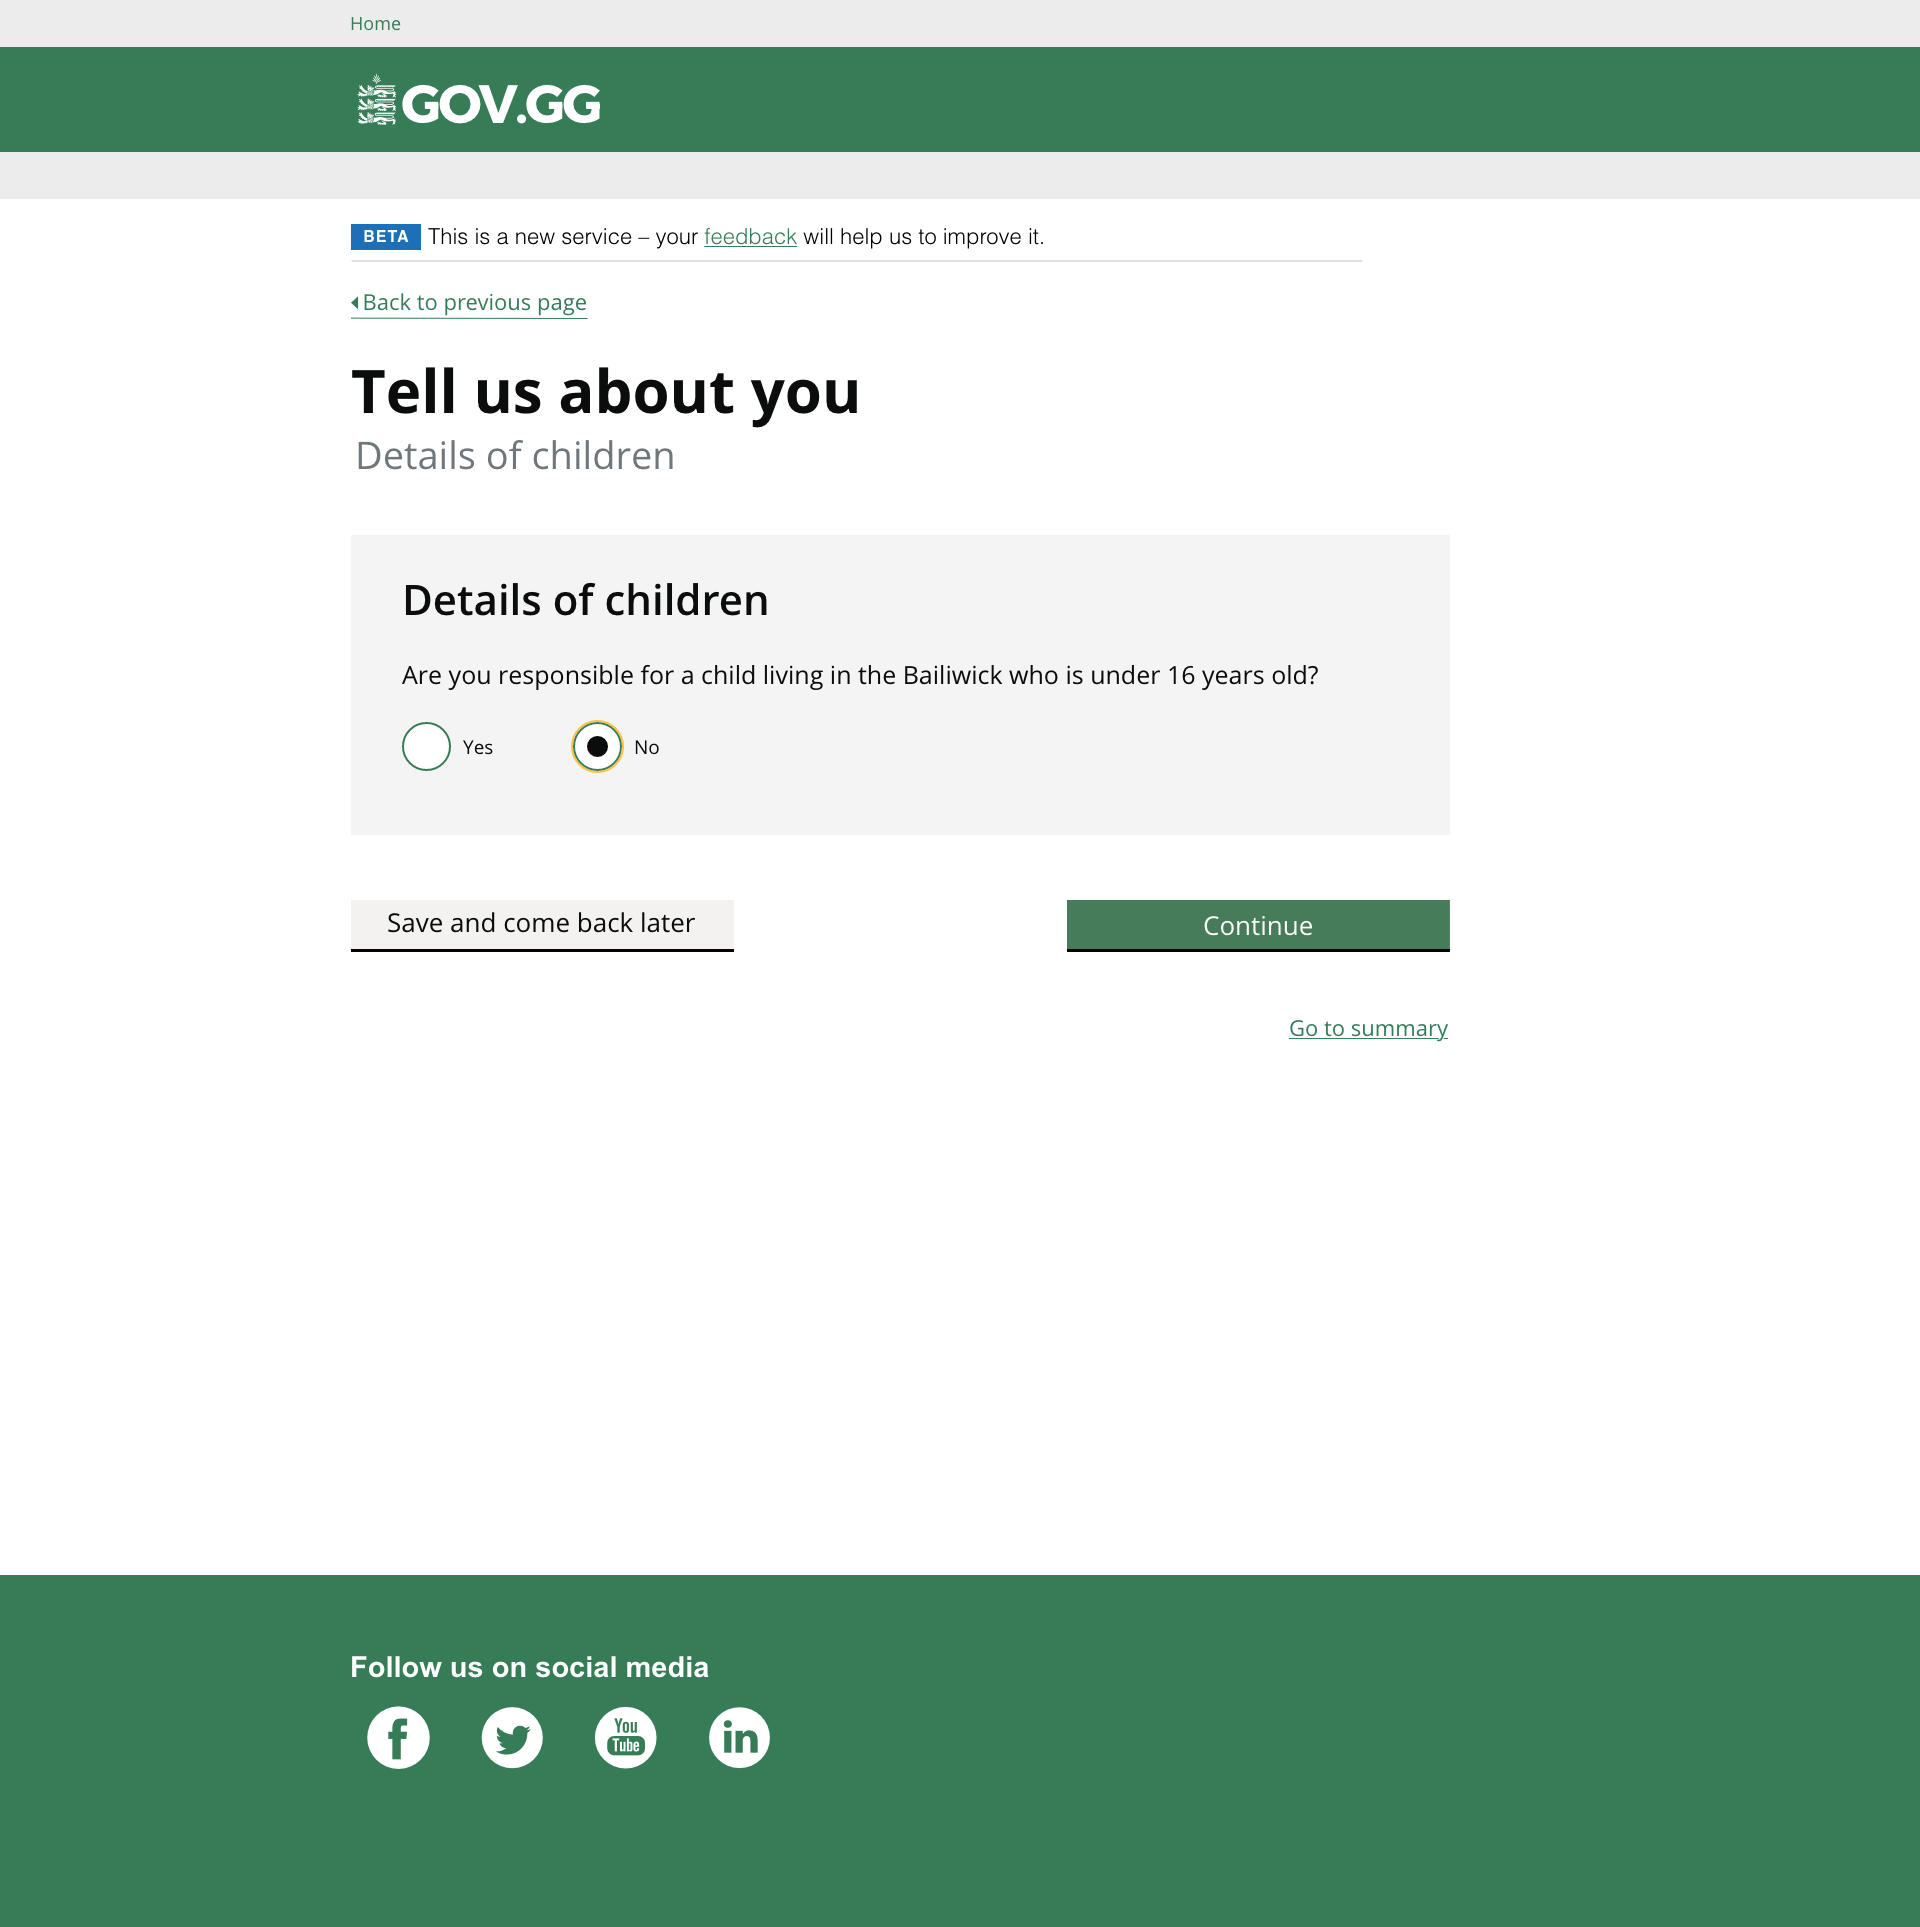 Home
GOV.GG
BETA This is a new service – your feedback will help us to improve it.
Back to previous page
Tell us about you
Details of children
Details of children
Are you responsible for a child living in the Bailiwick who is under 16 years old?
Yes No
Save and come back later Continue
Go to summary
Follow us on social media
f You Tube in